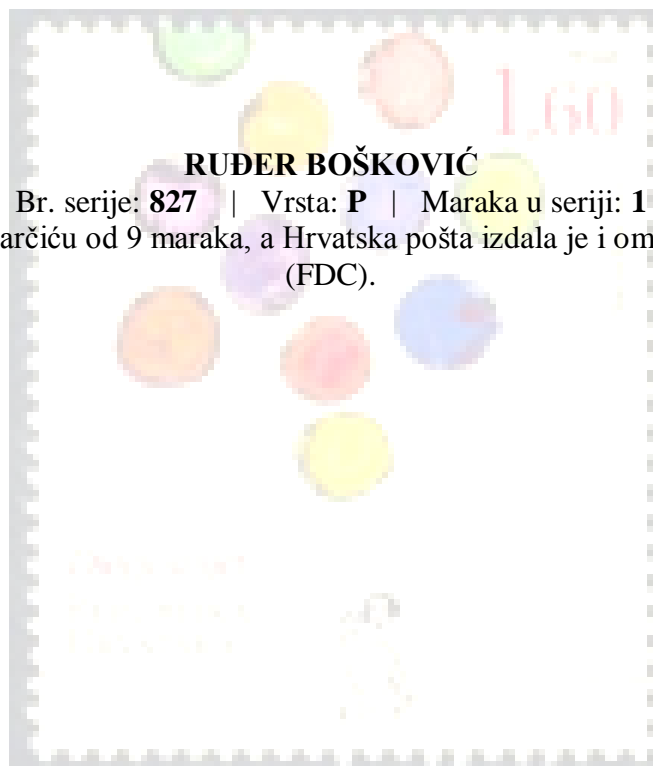 1.60
RUĐER BOŠKOVIĆ
Br. serije: 827 | Vrsta: P | Maraka u seriji: 1
arčiću od 9 maraka, a Hrvatska pošta izdala je i om
(FDC).